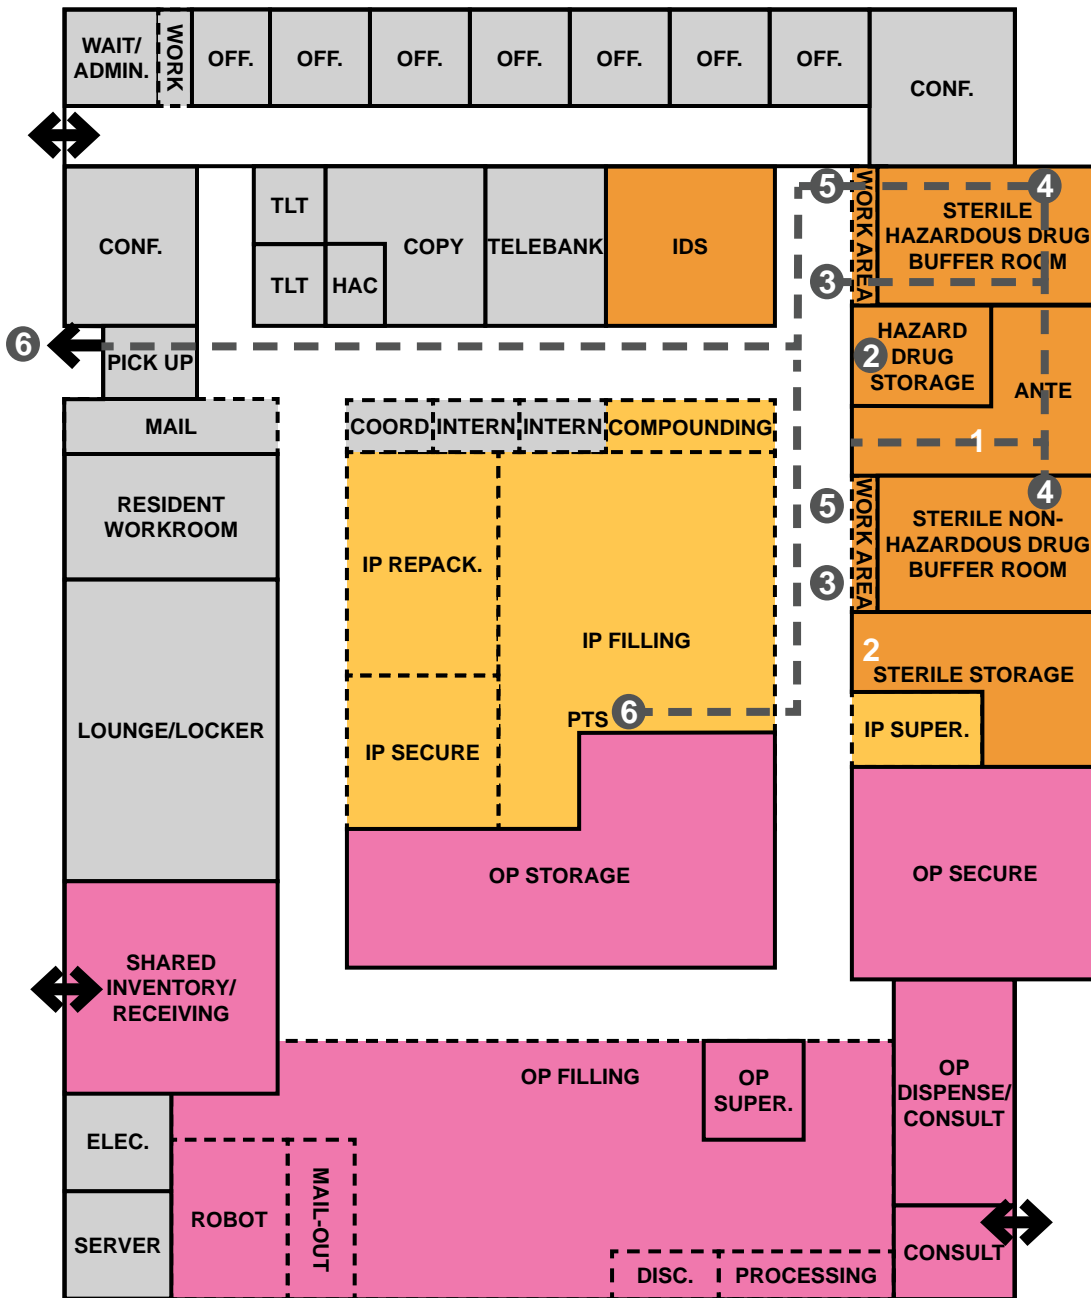 WAIT/
ADMIN.
WORK
OFF.
OFF.
OFF.
OFF.
OFF.
OFF.
OFF.
CONF.
CONF.
TLT
TLT
HAC
COPY
TELEBANK
IDS
5
WORK AREA
4
STERILE
HAZARDOUS DRUG
BUFFER ROOM
3
6
PICK UP
2
HAZARD
DRUG
STORAGE
ANTE
1
MAIL
COORD
INTERN
INTERN
COMPOUNDING
RESIDENT
WORKROOM
IP REPACK.
5
WORK AREA
4
STERILE NON-
HAZARDOUS DRUG
BUFFER ROOM
3
IP FILLING
2
STERILE STORAGE
LOUNGE/LOCKER
IP SECURE
PTS
6
IP SUPER.
OP STORAGE
OP SECURE
SHARED
INVENTORY/
RECEIVING
OP FILLING
OP
SUPER.
OP
DISPENSE/
CONSULT
ELEC.
ROBOT
MAIL-OUT
SERVER
DISC.
PROCESSING
CONSULT